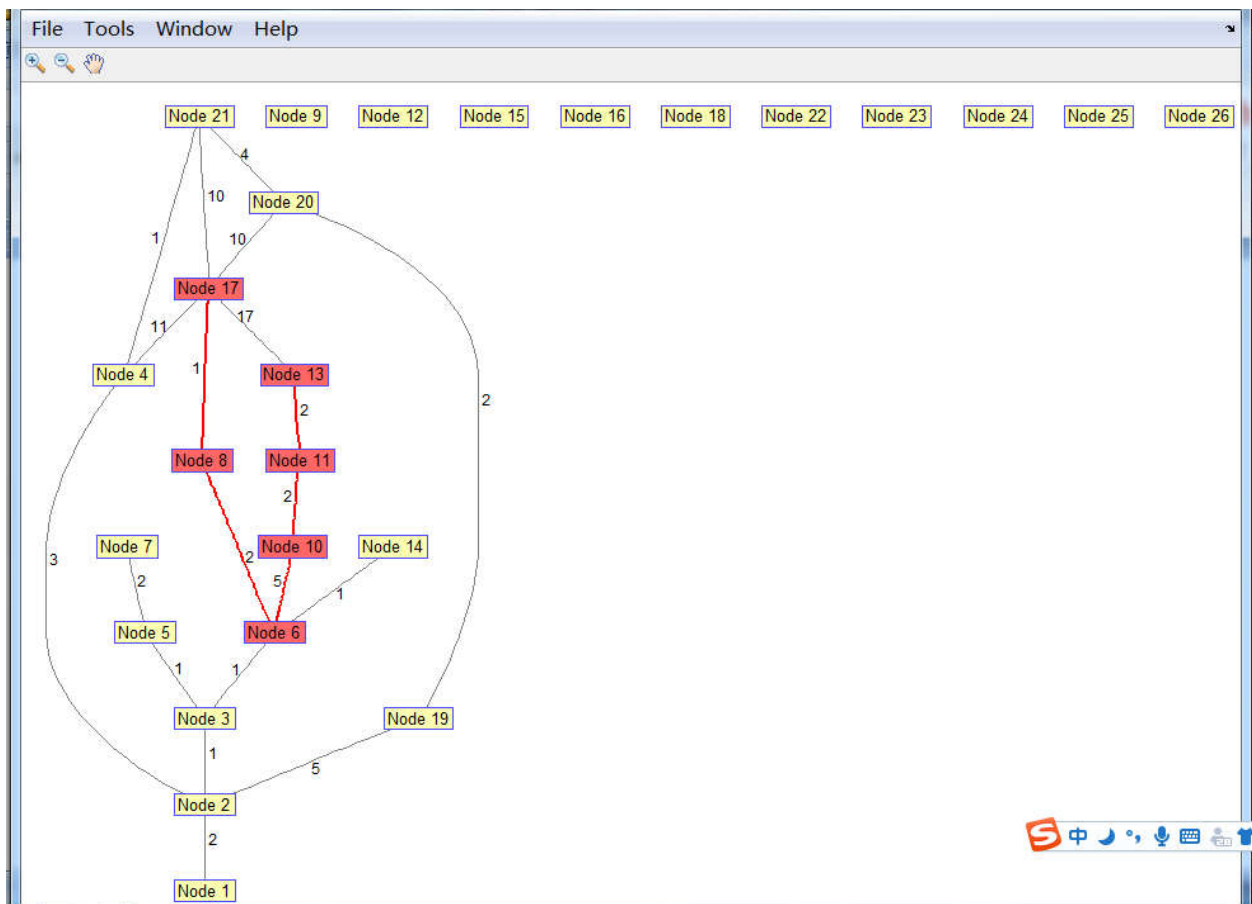 File Tools Window Help
Node 21 Node 9 Node 12 Node 15 Node 16 Node 18 Node 22 Node 23 Node 24 Node 25 Node 26
4
10
Node 20
1
10
Node 17
11
17
1
Node 4
Node 13
2
2
Node 8
Node 11
2
Node 7
Node 10
Node 14
3
2
2
5
1
Node 5
Node 6
1
1
Node 3
Node 19
1
5
Node 2
中
2
Node 1